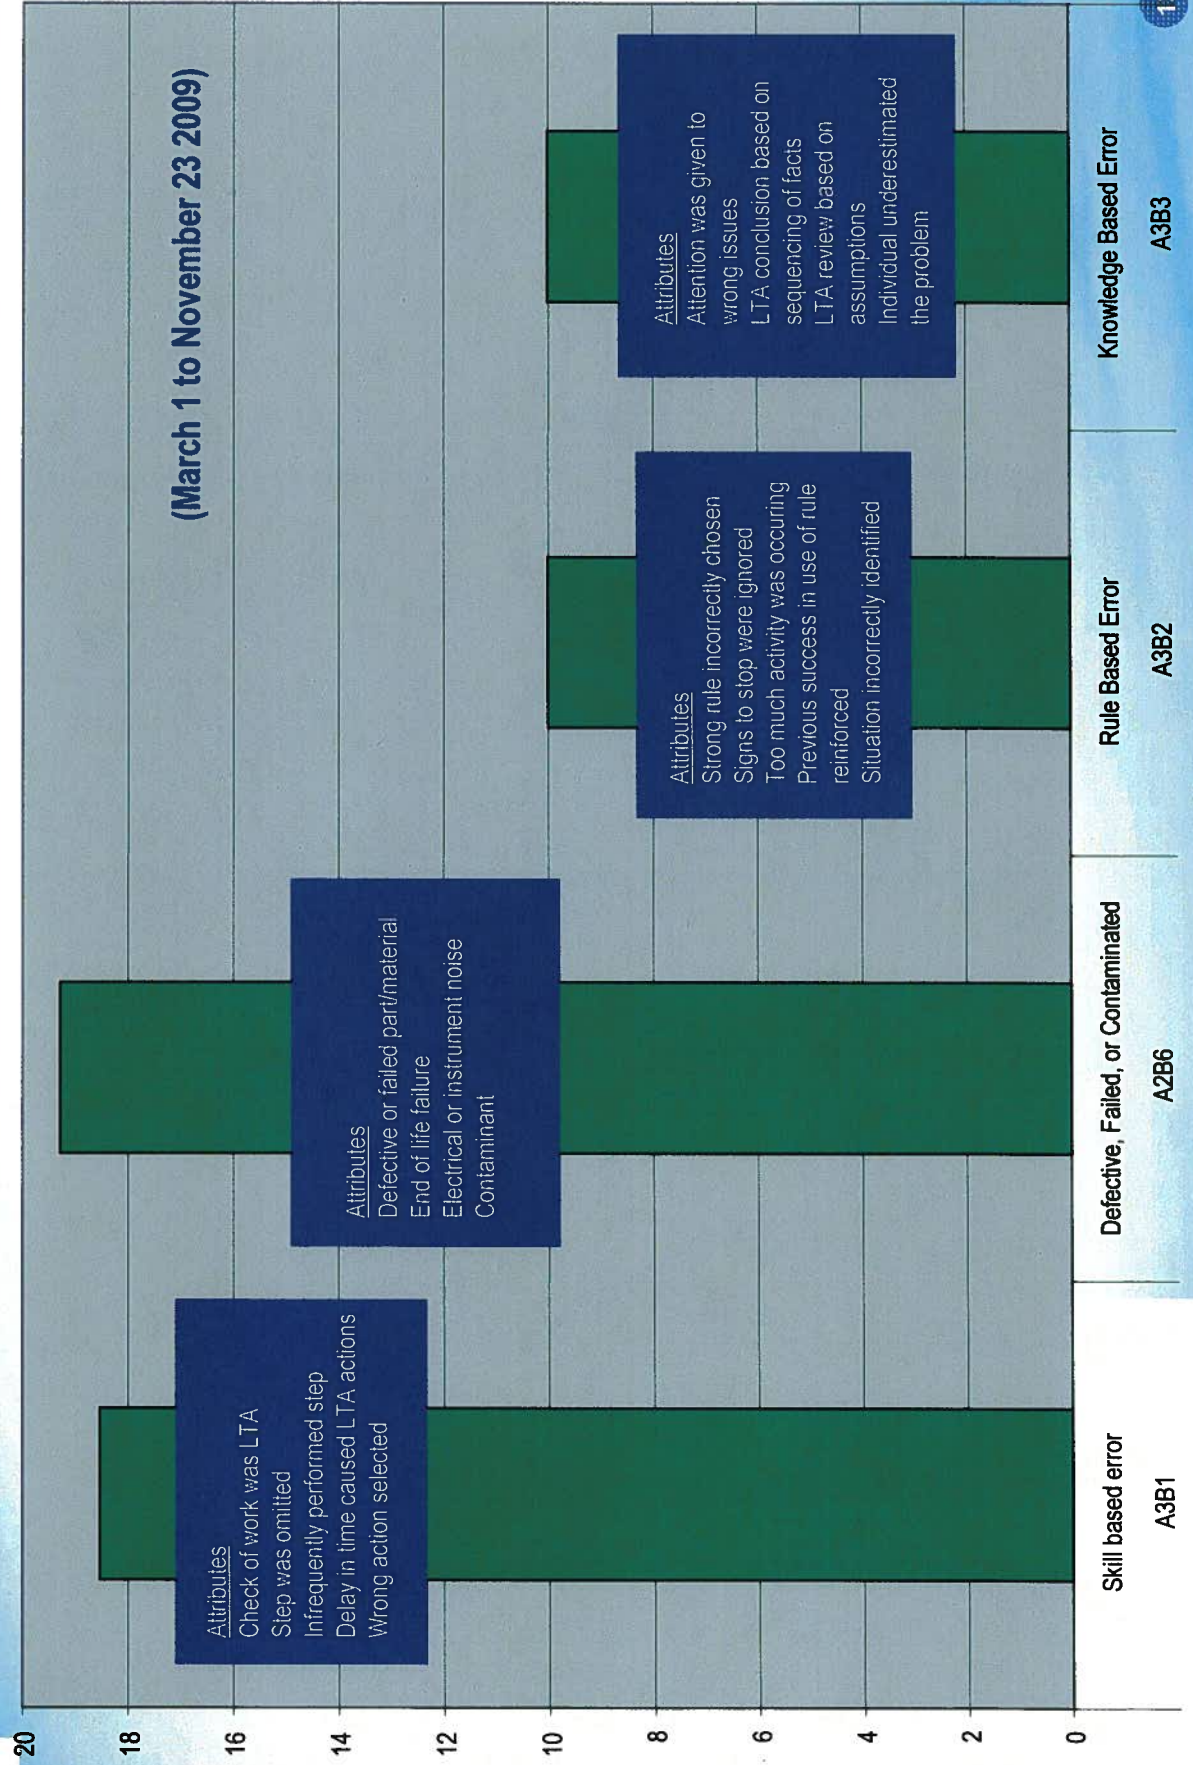 (March 1 to November 23 2009)
20
18
16
14
12
10
8
6
4
2
0
Attributes
Check of work was LTA
Step was omitted
Infrequently performed step
Delay in time caused LTA actions
Wrong action selected
Attributes
Defective or failed part/material
End of life failure
Electrical or instrument noise
Contaminant
Attributes
Strong rule incorrectly chosen
Signs to stop were ignored
Too much activity was occuring
Previous success in use of rule
reinforced
Situation incorrectly identified
Attributes
Attention was given to
wrong issues
LTA conclusion based on
sequencing of facts
LTA review based on
assumptions
Individual underestimated
the problem
Skill based error
A3B1
Defective, Failed, or Contaminated
A2B6
Rule Based Error
A3B2
Knowledge Based Error
A3B3